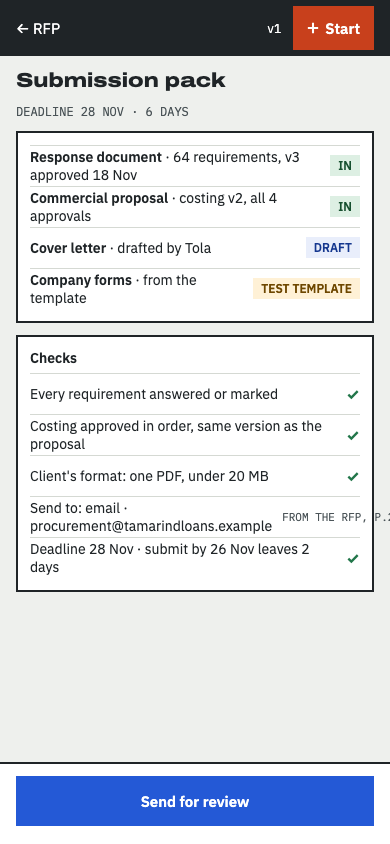 ← RFP
v1
+ Start
Submission pack
DEADLINE 28 NOV · 6 DAYS
Response document · 64 requirements, v3
approved 18 Nov
IN
Commercial proposal · costing v2, all 4
approvals
IN
Cover letter · drafted by Tola
DRAFT
Company forms · from the
template
TEST TEMPLATE
Checks
Every requirement answered or marked
✓
Costing approved in order, same version as the
proposal
✓
Client's format: one PDF, under 20 MB
✓
Send to: email ·
procurement@tamarindloans.example
FROM THE RFP, P.
Deadline 28 Nov · submit by 26 Nov leaves 2
days
✓
Send for review